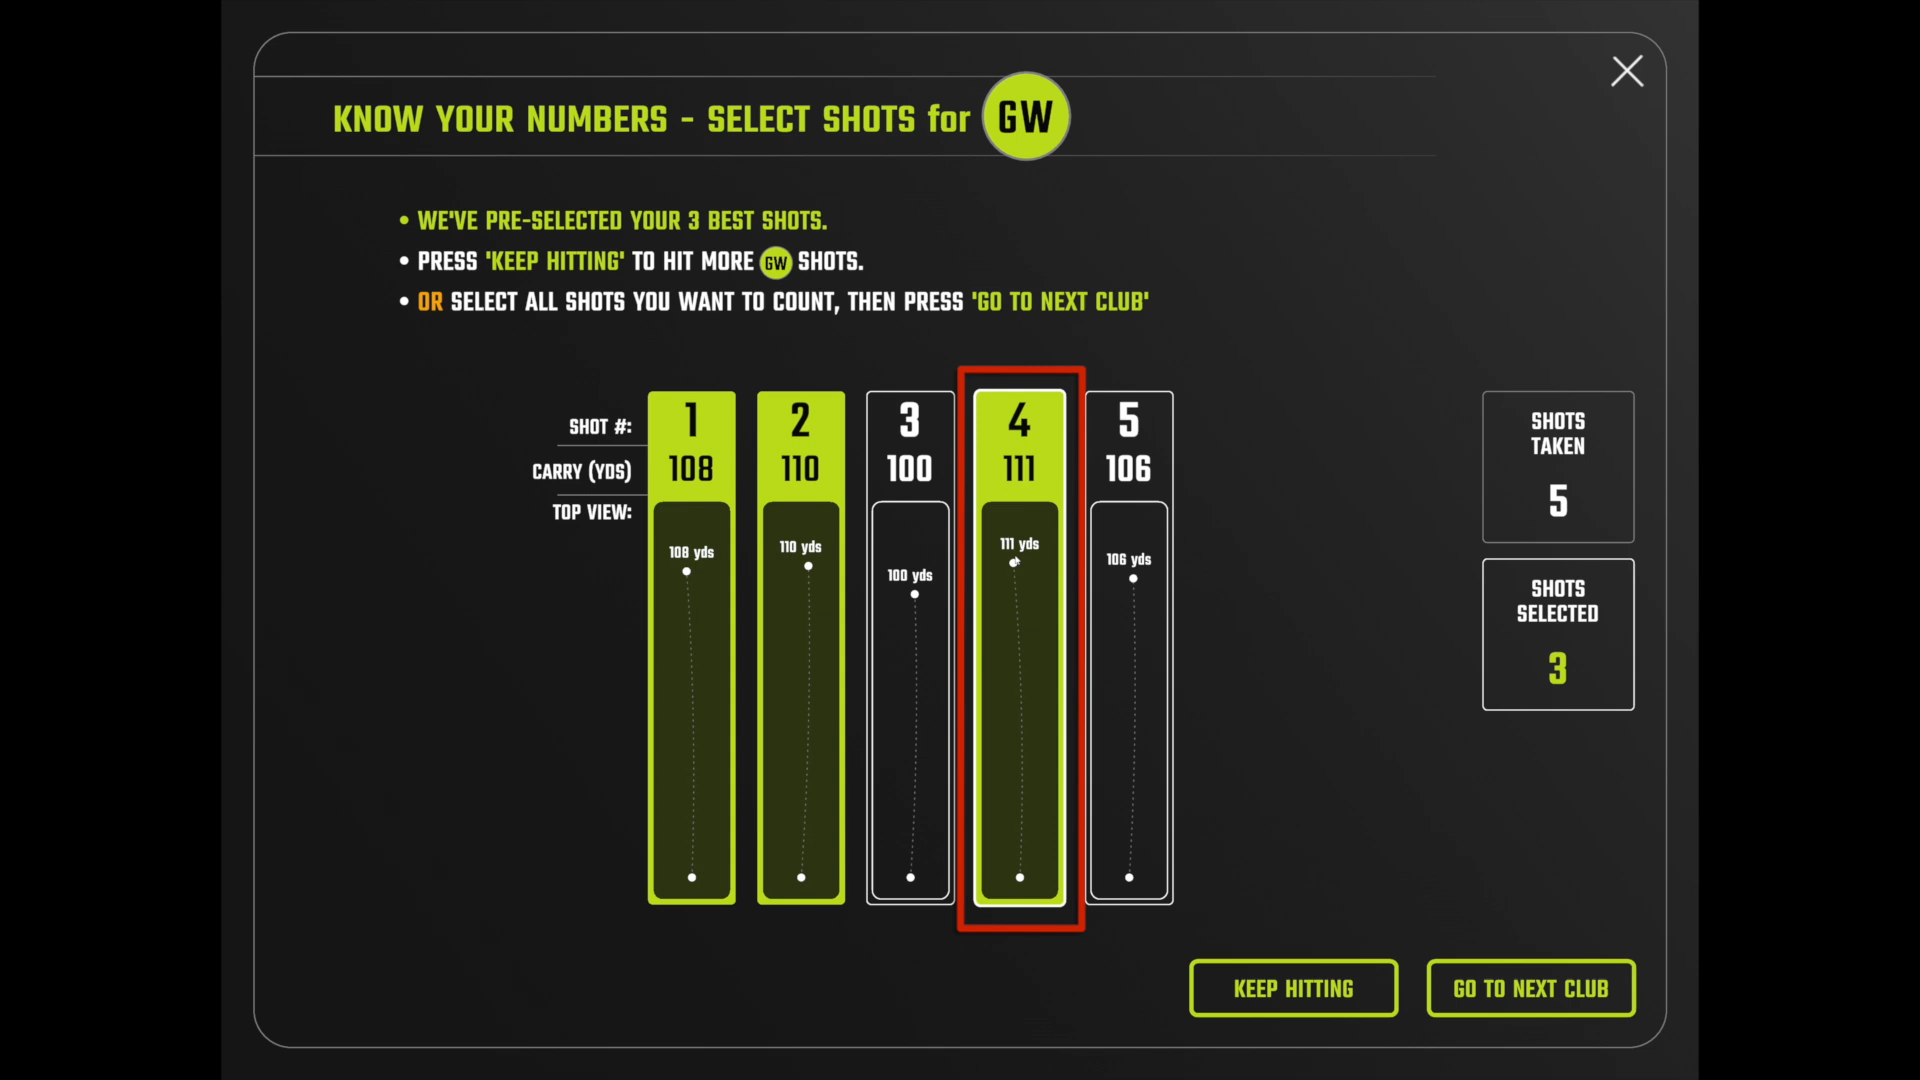 KNOW YOUR NUMBERS - SELECT SHOTS for GW
• WE'VE PRE-SELECTED YOUR 3 BEST SHOTS.
• PRESS 'KEEP HITTING' TO HIT MORE GW SHOTS.
• OR SELECT ALL SHOTS YOU WANT TO COUNT, THEN PRESS 'GO TO NEXT CLUB'
SHOT #: 1 2 3 4 5
CARRY (YDS) 108 110 100 111 106
TOP VIEW:
108 yds 110 yds 100 yds 111 yds 106 yds
SHOTS
TAKEN
5
SHOTS
SELECTED
3
KEEP HITTING
GO TO NEXT CLUB